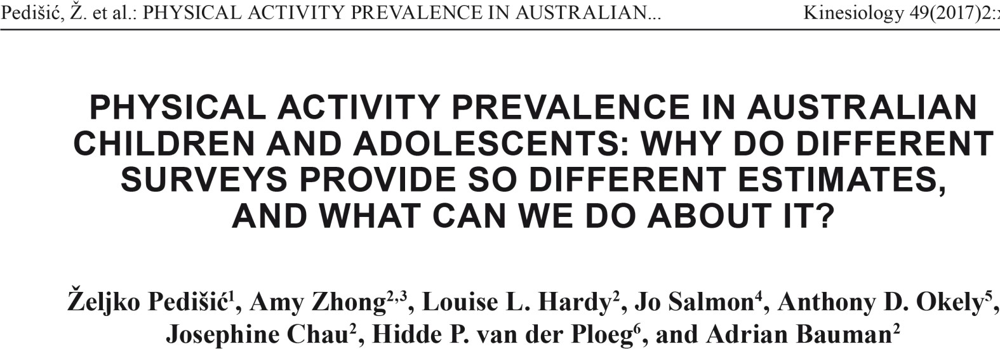 Pedišić, Ž. et al.: PHYSICAL ACTIVITY PREVALENCE IN AUSTRALIAN... Kinesiology 49(2017)2:x
PHYSICAL ACTIVITY PREVALENCE IN AUSTRALIAN
CHILDREN AND ADOLESCENTS: WHY DO DIFFERENT
SURVEYS PROVIDE SO DIFFERENT ESTIMATES,
AND WHAT CAN WE DO ABOUT IT?
Željko Pedišić¹, Amy Zhong²,³, Louise L. Hardy², Jo Salmon⁴, Anthony D. Okely⁵,
Josephine Chau², Hidde P. van der Ploeg⁶, and Adrian Bauman²